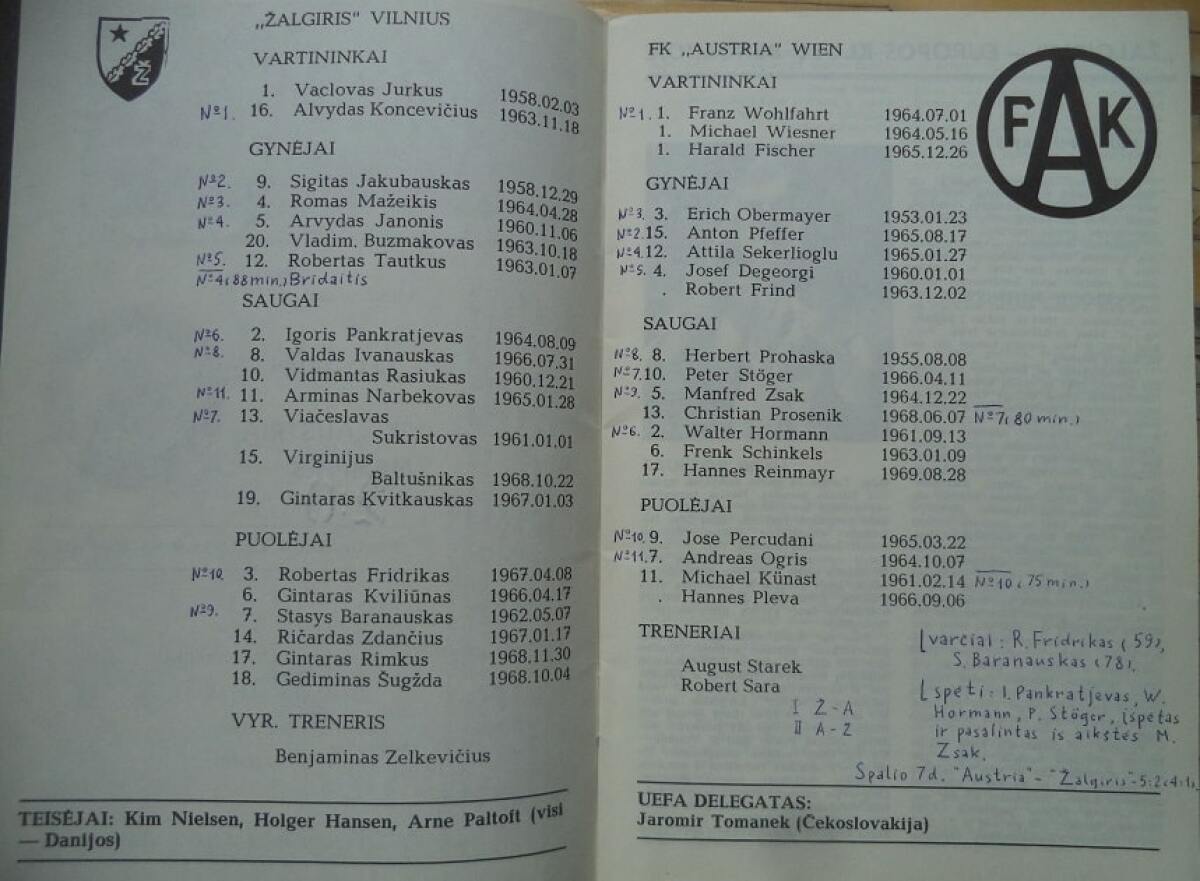 „ŽALGIRIS" VILNIUS
Ž
VARTININKAI
1. Vaclovas Jurkus 1958.02.03
№1. 16. Alvydas Koncevičius 1963.11.18
GYNĖJAI
№2. 9. Sigitas Jakubauskas 1958.12.29
№3. 4. Romas Mažeikis 1964.04.28
№4. 5. Arvydas Janonis 1960.11.06
20. Vladim. Buzmakovas 1963.10.18
№5. 12. Robertas Tautkus 1963.01.07
№4 (88 min.) Bridaitis
SAUGAI
№6. 2. Igoris Pankratjevas 1964.08.09
№8. 8. Valdas Ivanauskas 1966.07.31
10. Vidmantas Rasiukas 1960.12.21
№11. 11. Arminas Narbekovas 1965.01.28
№7. 13. Viačeslavas
Sukristovas 1961.01.01
15. Virginijus
Baltušnikas 1968.10.22
19. Gintaras Kvitkauskas 1967.01.03
PUOLĖJAI
№10. 3. Robertas Fridrikas 1967.04.08
6. Gintaras Kviliūnas 1966.04.17
№9. 7. Stasys Baranauskas 1962.05.07
14. Ričardas Zdančius 1967.01.17
17. Gintaras Rimkus 1968.11.30
18. Gediminas Šugžda 1968.10.04
VYR. TRENERIS
Benjaminas Zelkevičius
TEISĖJAI: Kim Nielsen, Holger Hansen, Arne Paltoft (visi
— Danijos)
FK „AUSTRIA" WIEN
FAK
VARTININKAI
№1. 1. Franz Wohlfahrt 1964.07.01
1. Michael Wiesner 1964.05.16
1. Harald Fischer 1965.12.26
GYNĖJAI
№3. 3. Erich Obermayer 1953.01.23
№2. 15. Anton Pfeffer 1965.08.17
№4. 12. Attila Sekerlioglu 1965.01.27
№5. 4. Josef Degeorgi 1960.01.01
. Robert Frind 1963.12.02
SAUGAI
№8. 8. Herbert Prohaska 1955.08.08
№7. 10. Peter Stöger 1966.04.11
№9. 5. Manfred Zsak 1964.12.22
13. Christian Prosenik 1968.06.07 №7 (80 min.)
№6. 2. Walter Hormann 1961.09.13
6. Frenk Schinkels 1963.01.09
17. Hannes Reinmayr 1969.08.28
PUOLĖJAI
№10. 9. Jose Percudani 1965.03.22
№11. 7. Andreas Ogris 1964.10.07
11. Michael Künast 1961.02.14 №10 (75 min.)
. Hannes Pleva 1966.09.06
TRENERIAI
August Starek
Robert Sara
I Ž-A
II A-Ž
Įvarčiai: R. Fridrikas (59),
S. Baranauskas (78).
Įspėti: I. Pankratjevas, W.
Hormann, P. Stöger, įspėtas
ir pašalintas iš aikštės M.
Zsak.
Spalio 7d. "Austria" - "Žalgiris" - 5:2(4:1)
UEFA DELEGATAS:
Jaromir Tomanek (Čekoslovakija)